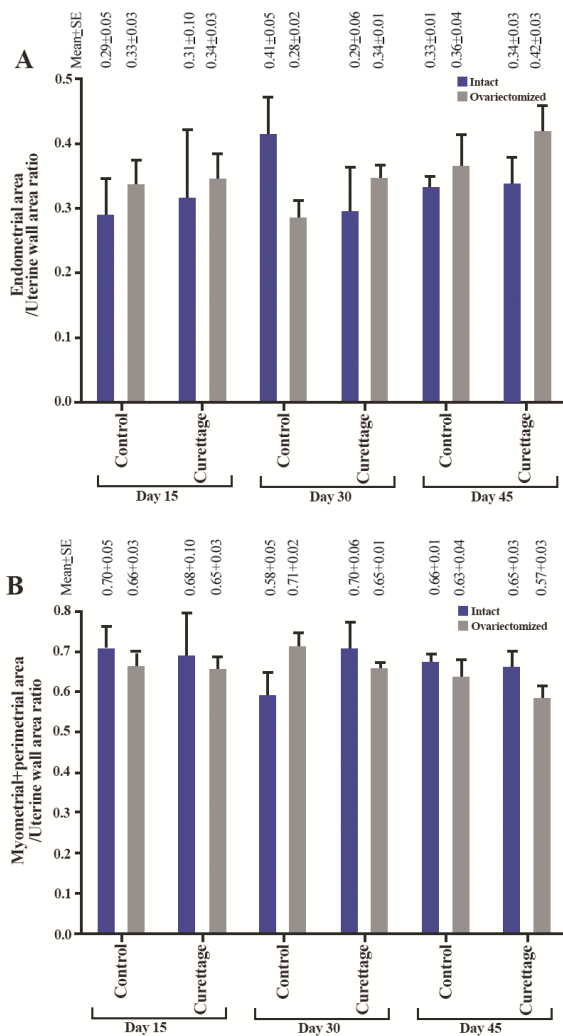 Mean±SE
0.29±0.05
0.33±0.03
0.31±0.10
0.34±0.03
0.41±0.05
0.28±0.02
0.29±0.06
0.34±0.01
0.33±0.01
0.36±0.04
0.34±0.03
0.42±0.03
A
Intact
Ovariectomized
Endometrial area
/Uterine wall area ratio
0.5
0.4
0.3
0.2
0.1
0.0
Control
Curettage
Control
Curettage
Control
Curettage
Day 15
Day 30
Day 45
Mean±SE
0.70+0.05
0.66+0.03
0.68+0.10
0.65+0.03
0.58+0.05
0.71+0.02
0.70+0.06
0.65+0.01
0.66+0.01
0.63+0.04
0.65+0.03
0.57+0.03
B
Intact
Ovariectomized
Myometrial+perimetrial area
/Uterine wall area ratio
0.8
0.7
0.6
0.5
0.4
0.3
0.2
0.1
0.0
Control
Curettage
Control
Curettage
Control
Curettage
Day 15
Day 30
Day 45